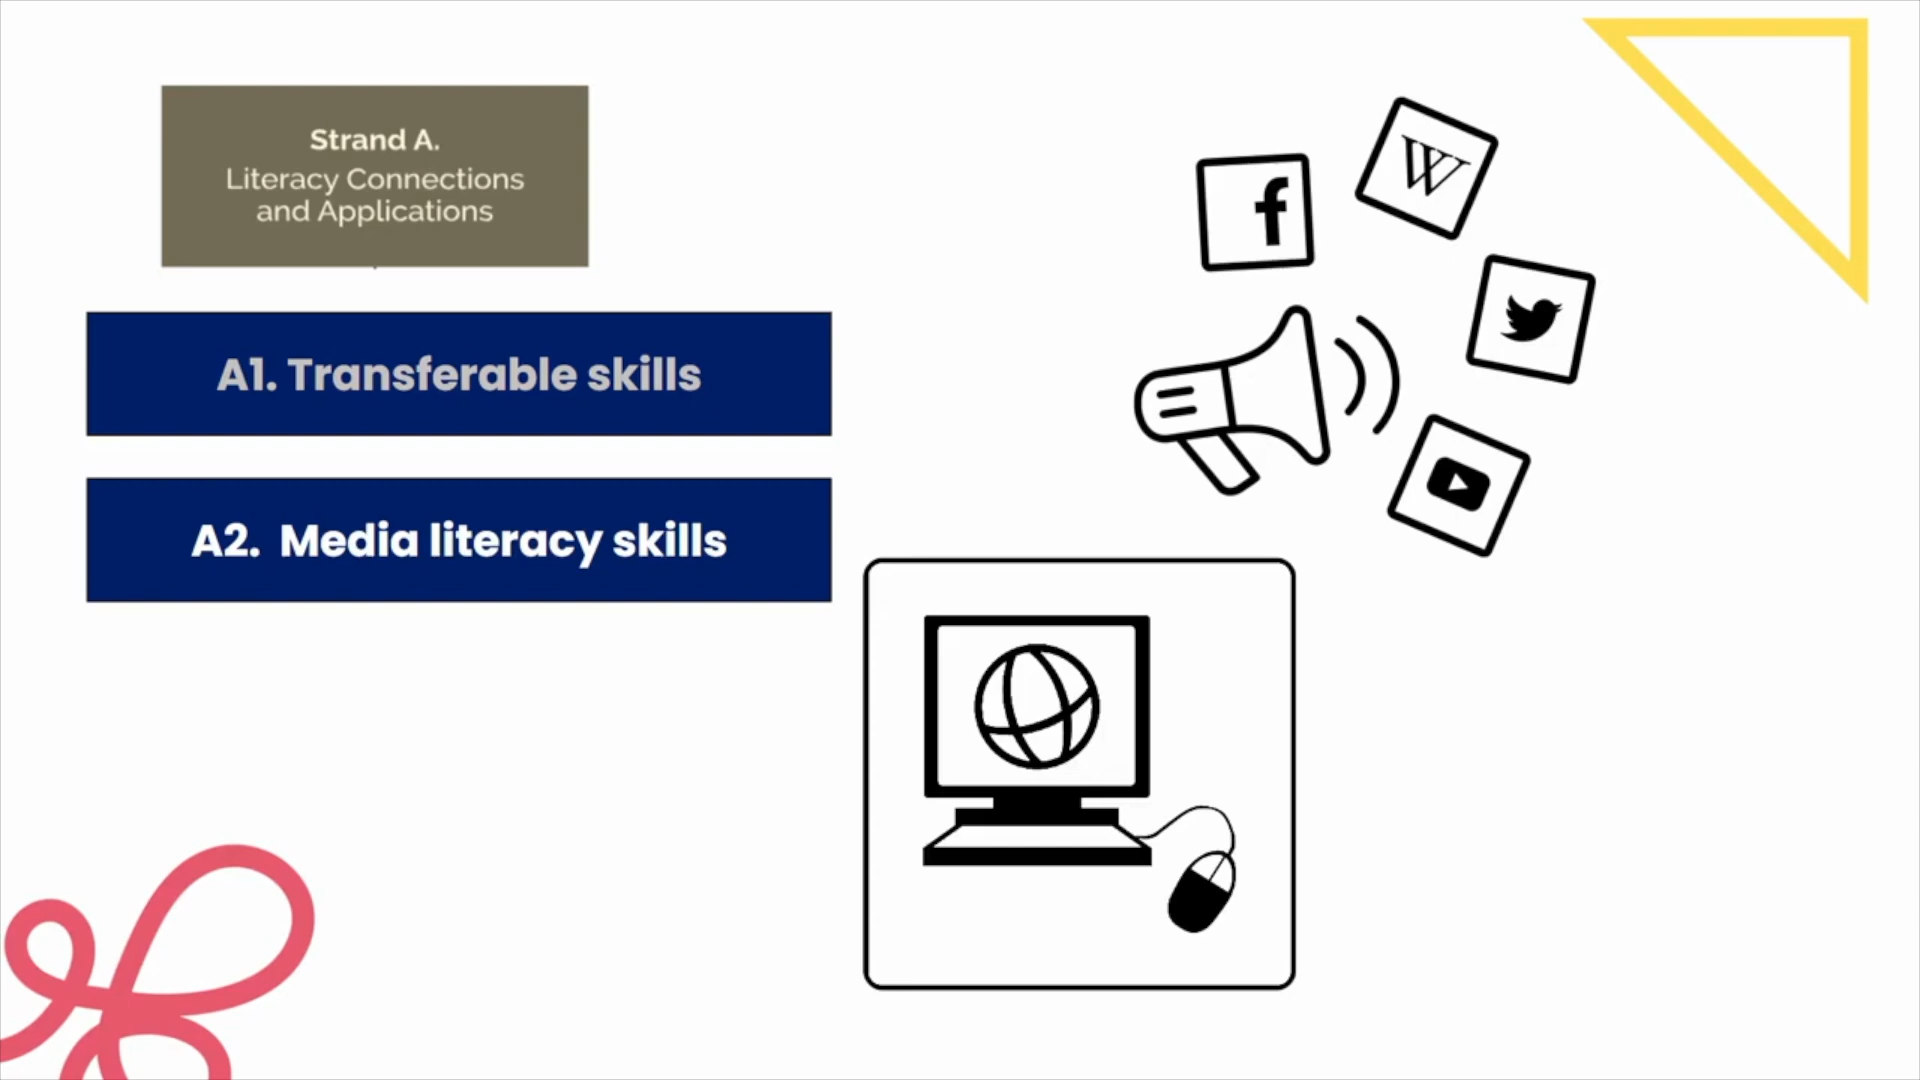 Strand A.
Literacy Connections
and Applications
A1. Transferable skills
A2. Media literacy skills
f
W